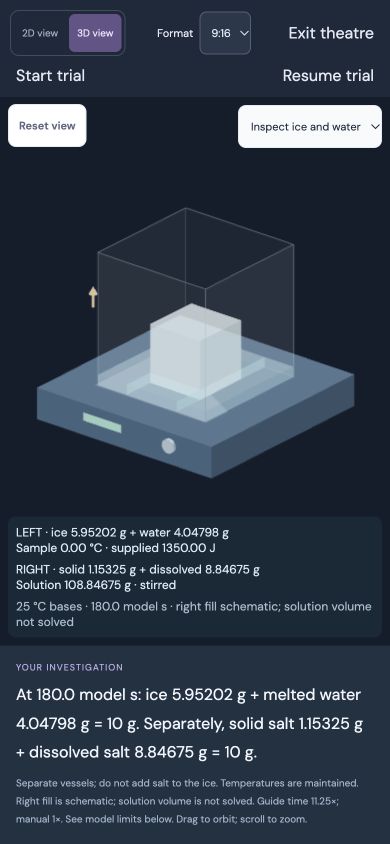 2D view
3D view
Format
9:16
Exit theatre
Start trial
Resume trial
Reset view
Inspect ice and water
LEFT · ice 5.95202 g + water 4.04798 g
Sample 0.00 °C · supplied 1350.00 J
RIGHT · solid 1.15325 g + dissolved 8.84675 g
Solution 108.84675 g · stirred
25 °C bases · 180.0 model s · right fill schematic; solution volume
not solved
YOUR INVESTIGATION
At 180.0 model s: ice 5.95202 g + melted water
4.04798 g = 10 g. Separately, solid salt 1.15325 g
+ dissolved salt 8.84675 g = 10 g.
Separate vessels; do not add salt to the ice. Temperatures are maintained.
Right fill is schematic; solution volume is not solved. Guide time 11.25×;
manual 1×. See model limits below. Drag to orbit; scroll to zoom.